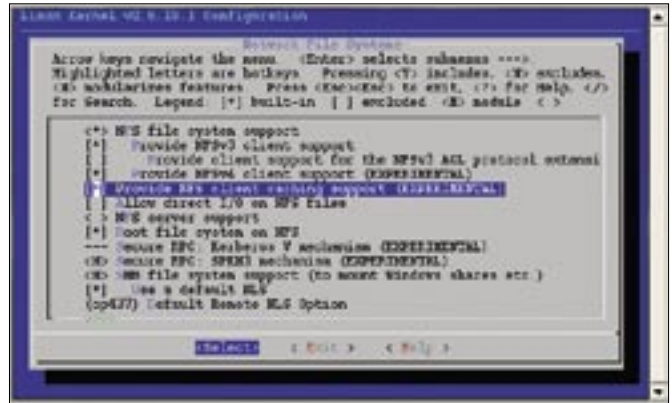 Linux Kernel v2.6.19.1 Configuration
Network File Systems
Arrow keys navigate the menu. <Enter> selects submenus --->.
Highlighted letters are hotkeys. Pressing <Y> includes, <N> excludes,
<M> modularizes features. Press <Esc><Esc> to exit, <?> for Help, </>
for Search. Legend: [*] built-in [ ] excluded <M> module < >
<*> NFS file system support
[*] Provide NFSv3 client support
[ ] Provide client support for the NFSv3 ACL protocol extensi
[*] Provide NFSv4 client support (EXPERIMENTAL)
[*] Provide NFS client caching support (EXPERIMENTAL)
[ ] Allow direct I/O on NFS files
< > NFS server support
[*] Root file system on NFS
--- Secure RPC: Kerberos V mechanism (EXPERIMENTAL)
<M> Secure RPC: SPKM3 mechanism (EXPERIMENTAL)
<M> SMB file system support (to mount Windows shares etc.)
[*] Use a default NLS
(cp437) Default Remote NLS Option
<Select> < Exit > < Help >